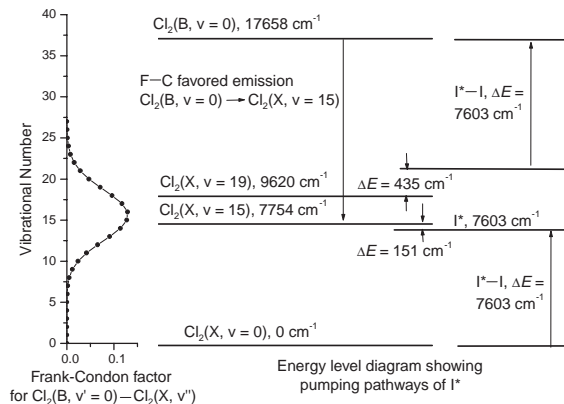 40
35
30
25
20
15
10
5
0
Vibrational Number
0.0 0.1
Frank-Condon factor
for Cl₂(B, v' = 0)–Cl₂(X, v")
Cl₂(B, v = 0), 17658 cm⁻¹
F–C favored emission
Cl₂(B, v = 0) → Cl₂(X, v = 15)
I*–I, ΔE =
7603 cm⁻¹
Cl₂(X, v = 19) 9620 cm⁻¹
ΔE = 435 cm⁻¹
Cl₂(X, v = 15), 7754 cm⁻¹
I*, 7603 cm⁻¹
ΔE = 151 cm⁻¹
I*–I, ΔE =
7603 cm⁻¹
Cl₂(X, v = 0), 0 cm⁻¹
Energy level diagram showing
pumping pathways of I*